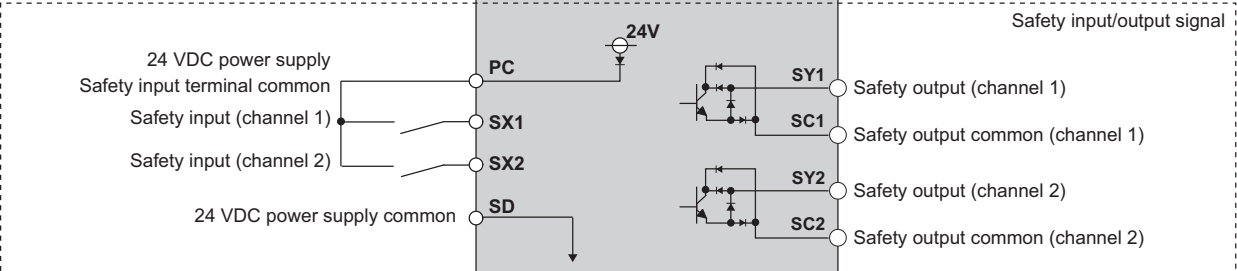 Safety input/output signal
24V
24 VDC power supply
Safety input terminal common
PC
Safety input (channel 1)
SX1
Safety input (channel 2)
SX2
24 VDC power supply common
SD
SY1
Safety output (channel 1)
SC1
Safety output common (channel 1)
SY2
Safety output (channel 2)
SC2
Safety output common (channel 2)